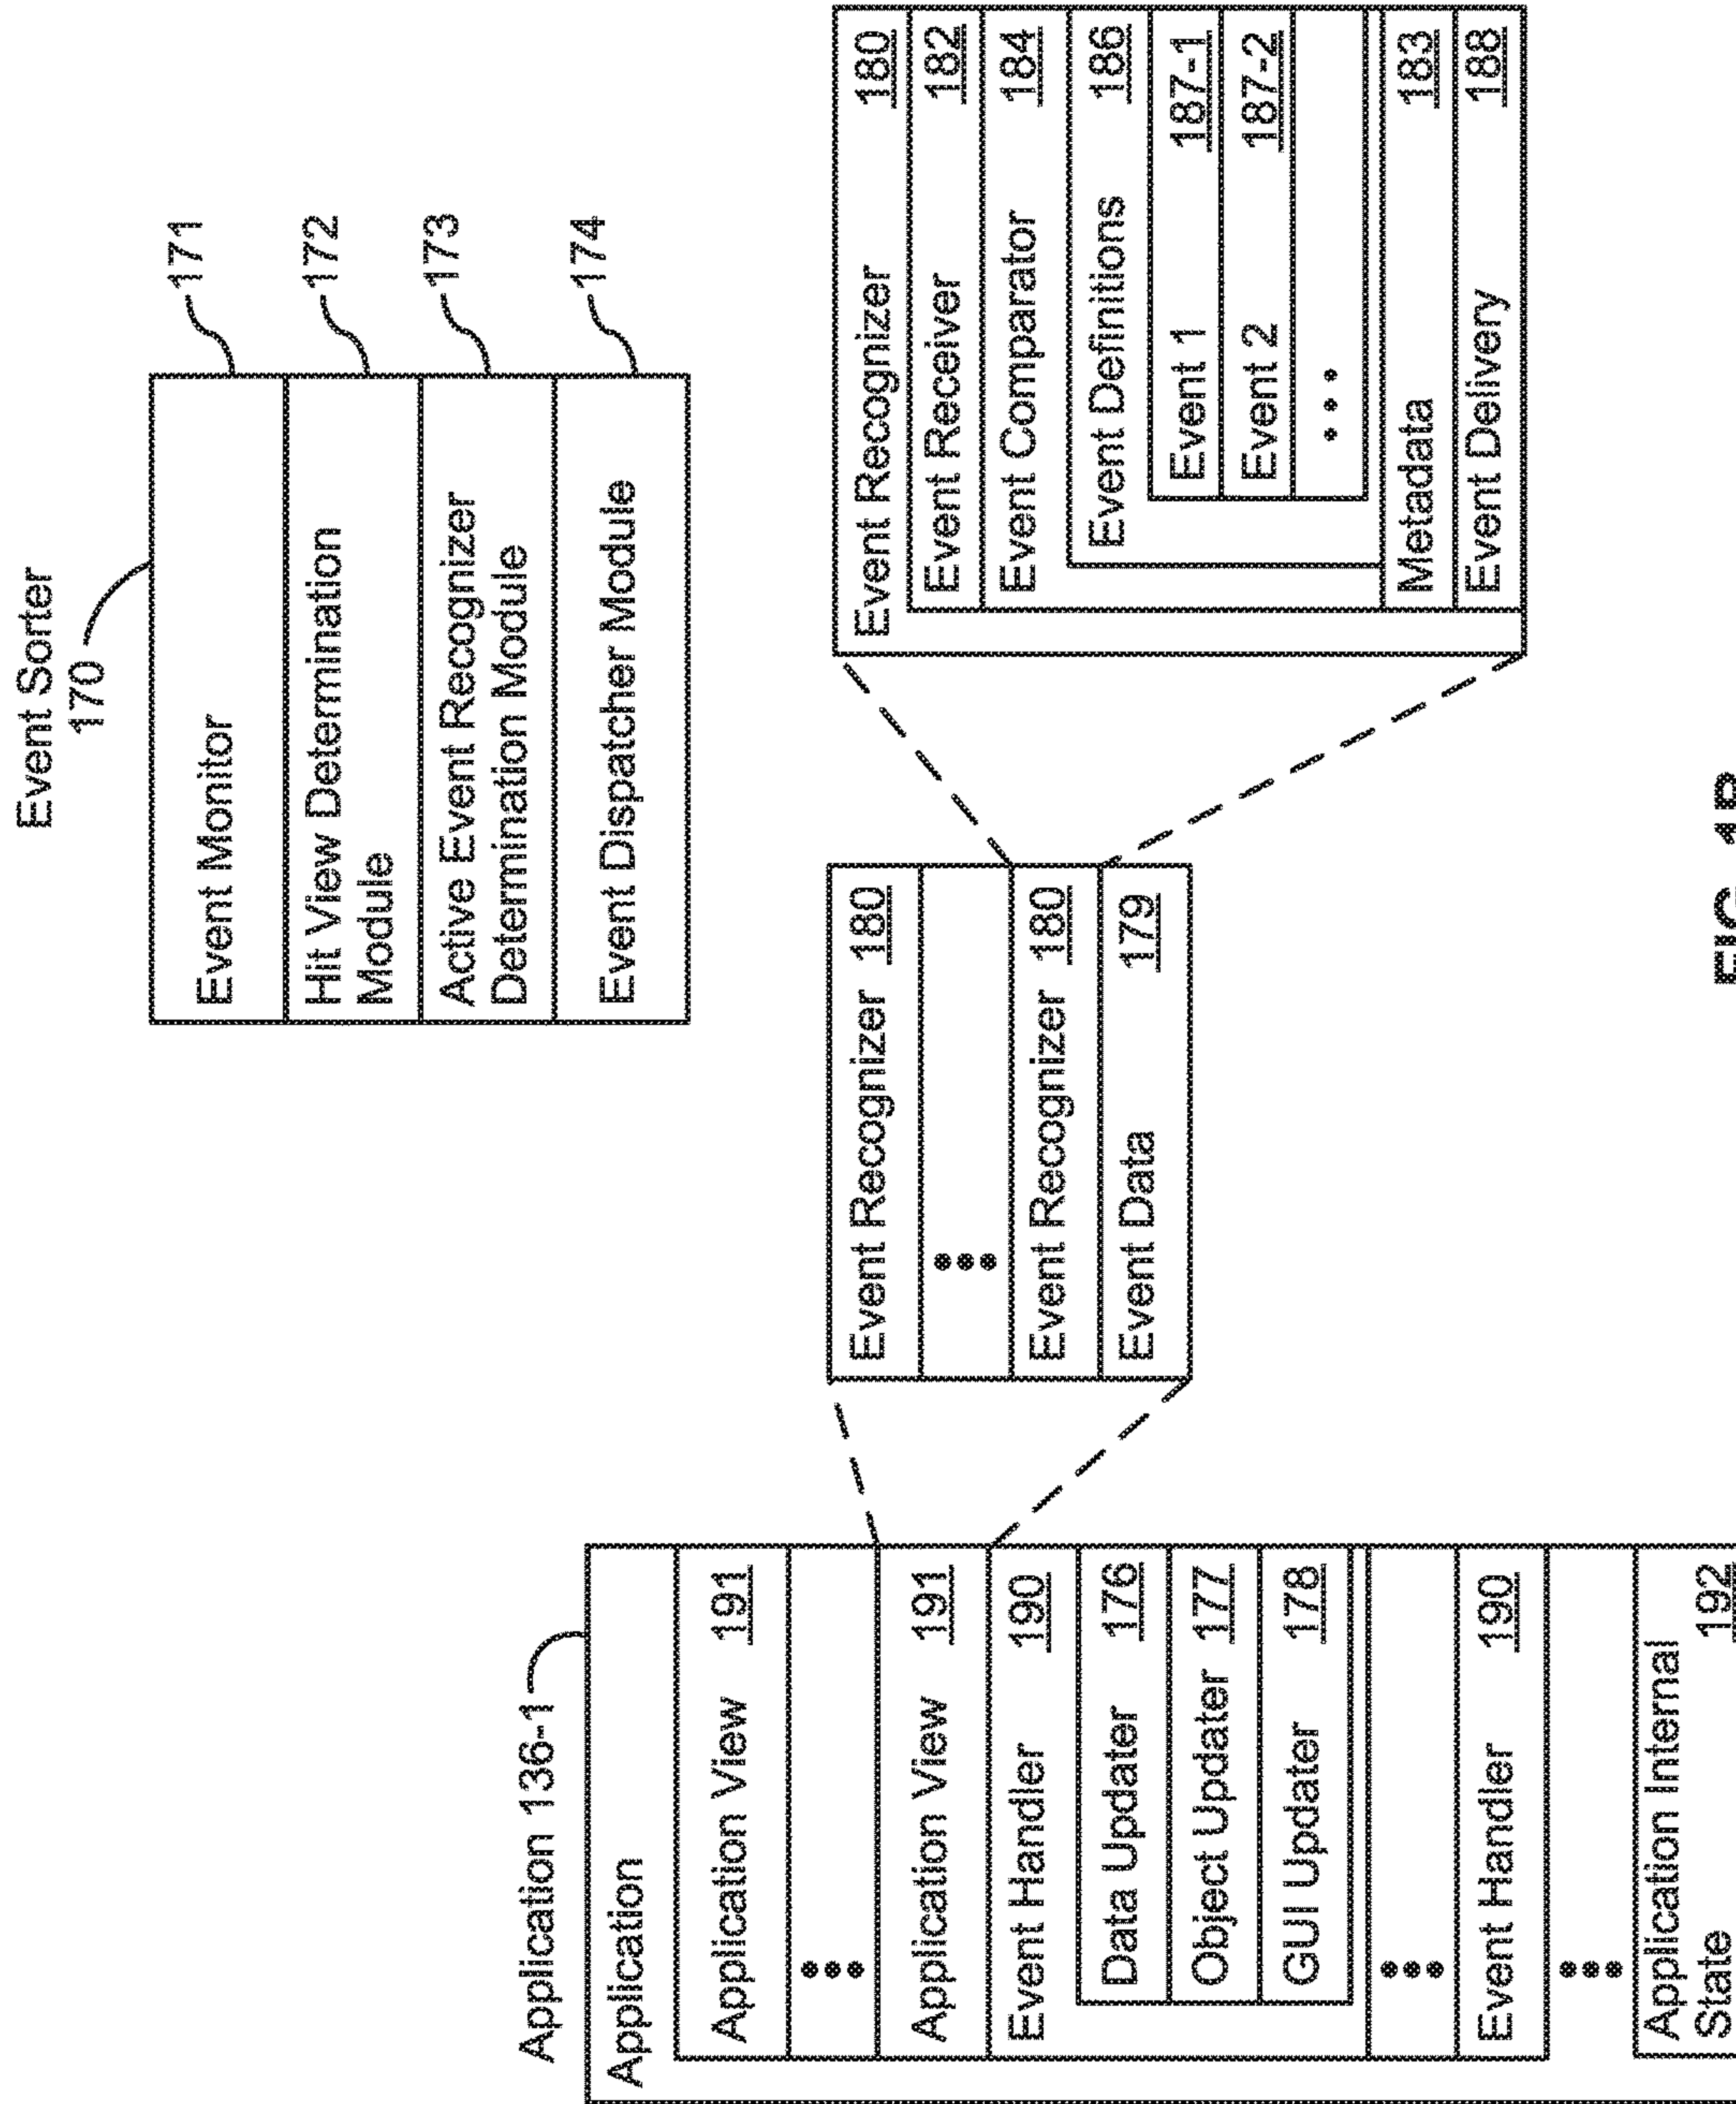 Event Sorter
170
Event Monitor
171
Hit View Determination
Module
172
Active Event Recognizer
Determination Module
173
Event Dispatcher Module
174
Application 136-1
Application
Application View 191
•••
Application View 191
Event Handler 190
Data Updater 176
Object Updater 177
GUI Updater 178
•••
Event Handler 190
•••
Application Internal
State 192
Event Recognizer 180
•••
Event Recognizer 180
Event Data 179
Event Recognizer 180
Event Receiver 182
Event Comparator 184
Event Definitions 186
Event 1 187-1
Event 2 187-2
•••
Metadata 183
Event Delivery 188